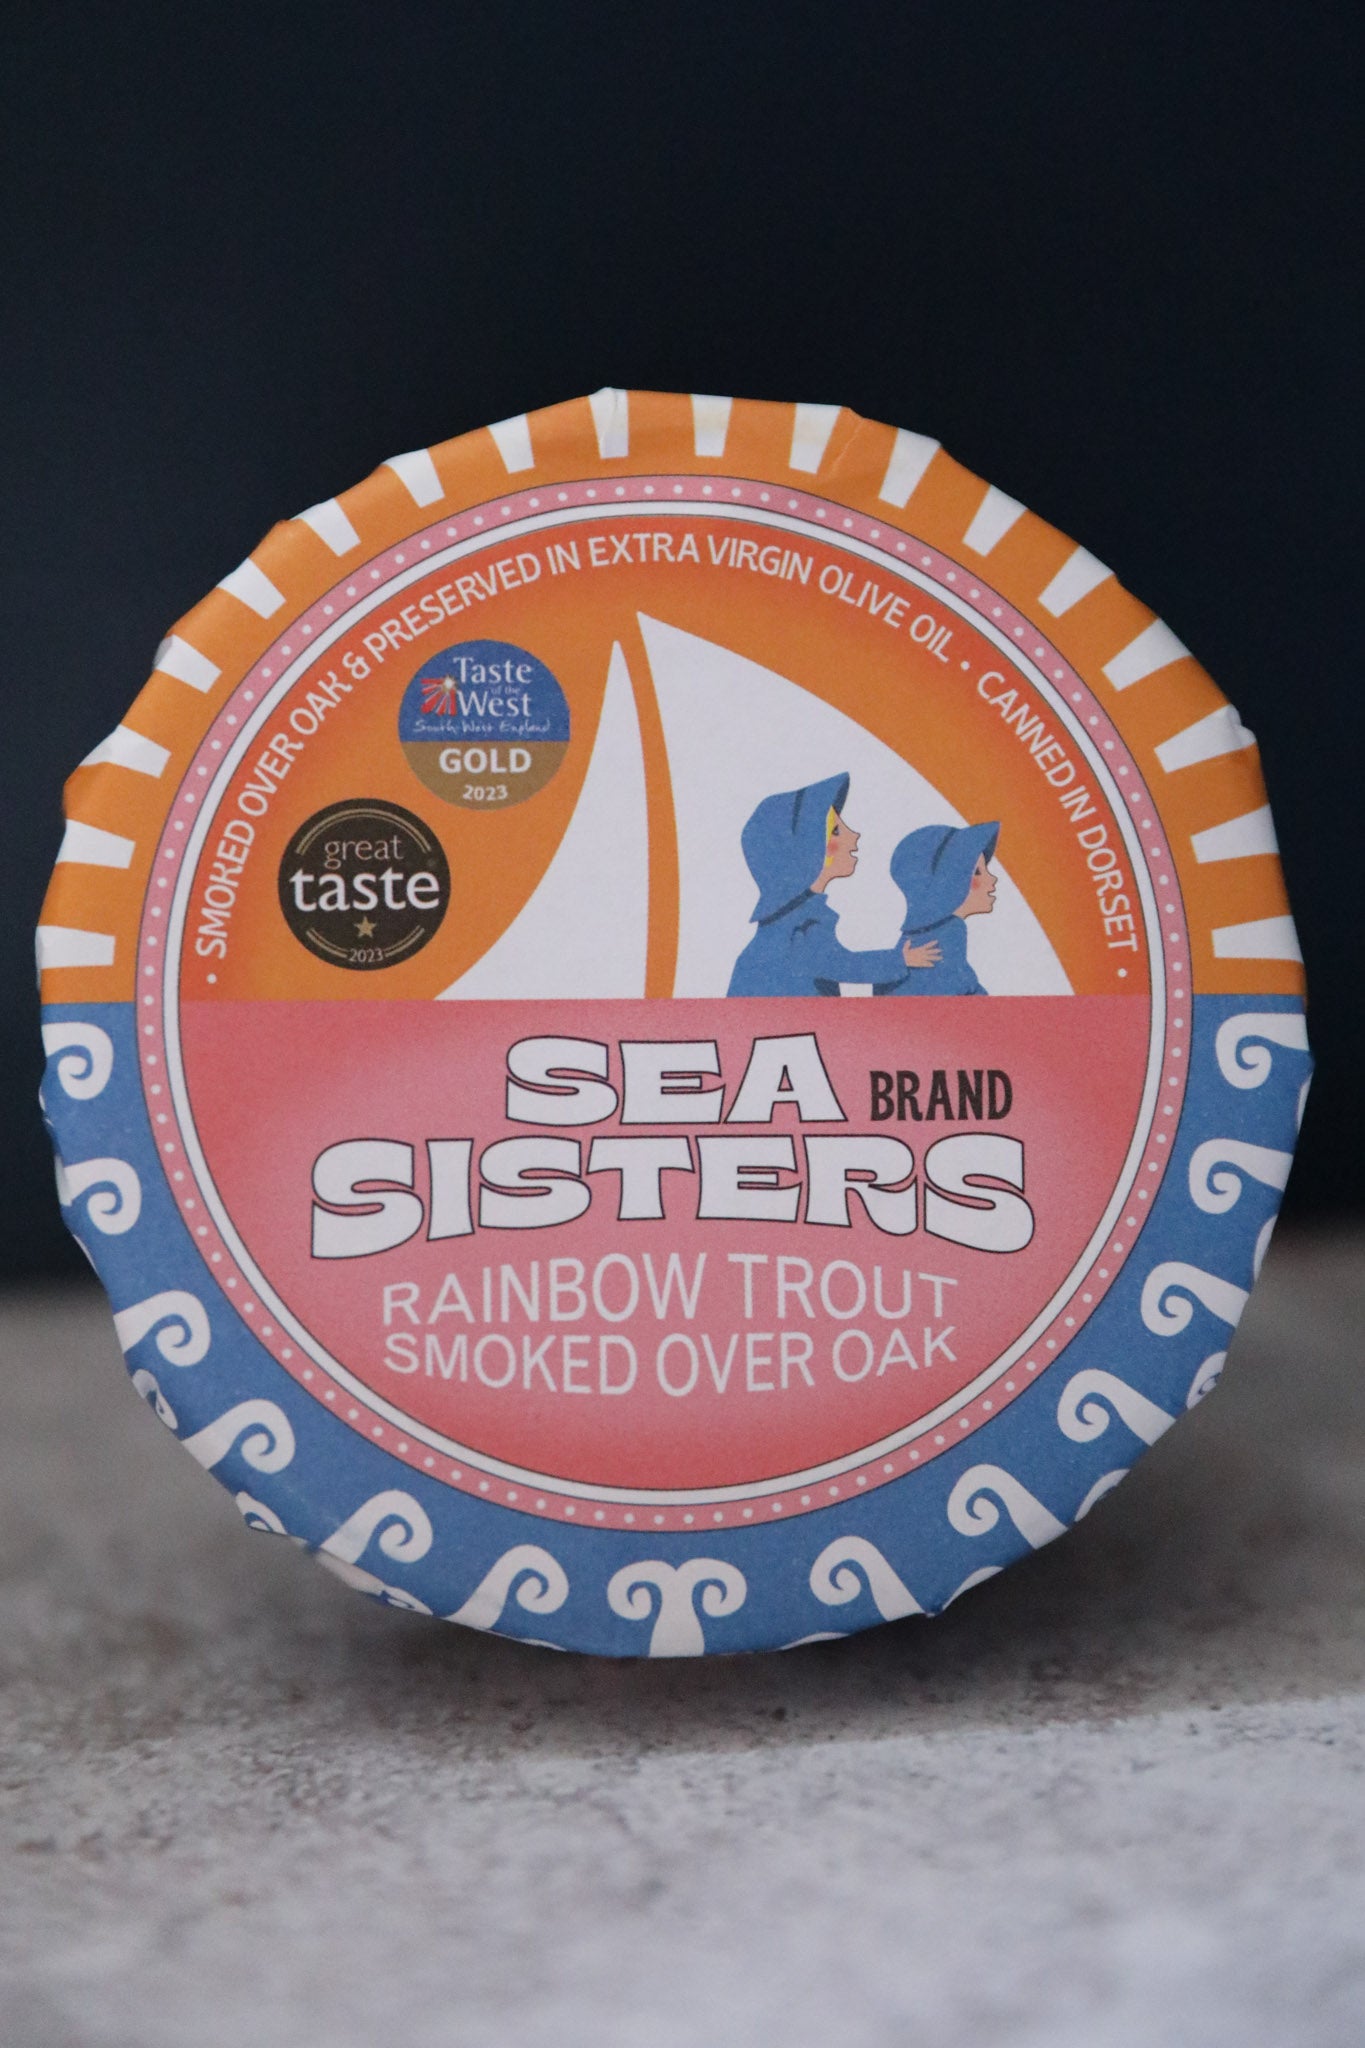 • SMOKED OVER OAK & PRESERVED IN EXTRA VIRGIN OLIVE OIL • CANNED IN DORSET •
Taste
of the
West
South West England
GOLD
2023
great
taste
®
2023
SEA BRAND
SISTERS
RAINBOW TROUT
SMOKED OVER OAK